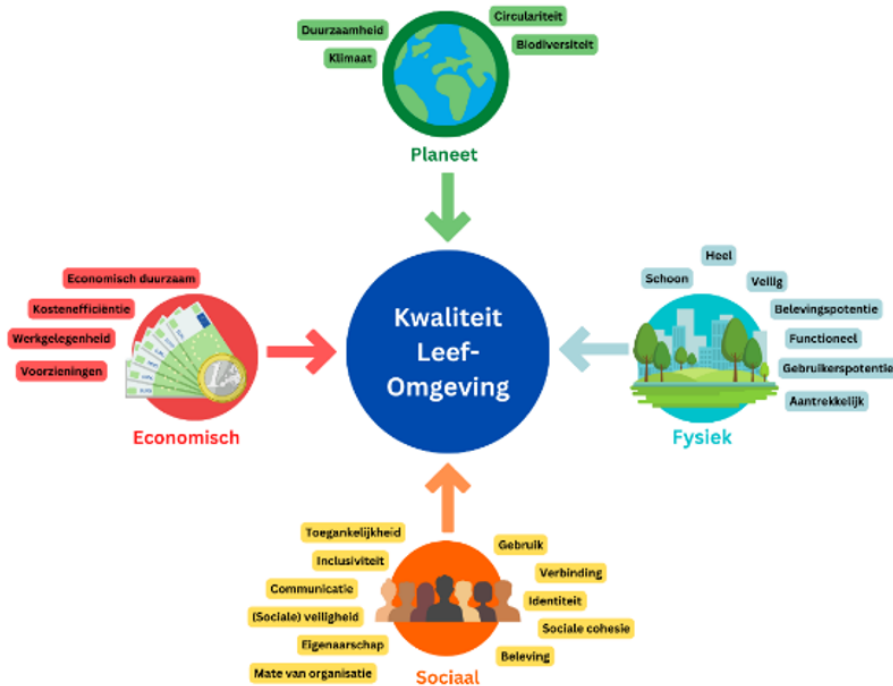 Duurzaamheid
Klimaat
Circulariteit
Biodiversiteit
Planeet
Economisch duurzaam
Kostenefficiëntie
Werkgelegenheid
Voorzieningen
Economisch
Kwaliteit
Leef-
Omgeving
Heel
Schoon
Veilig
Belevingspotentie
Functioneel
Gebruikerspotentie
Aantrekkelijk
Fysiek
Toegankelijkheid
Inclusiviteit
Communicatie
(Sociale) veiligheid
Eigenaarschap
Mate van organisatie
Gebruik
Verbinding
Identiteit
Sociale cohesie
Beleving
Sociaal